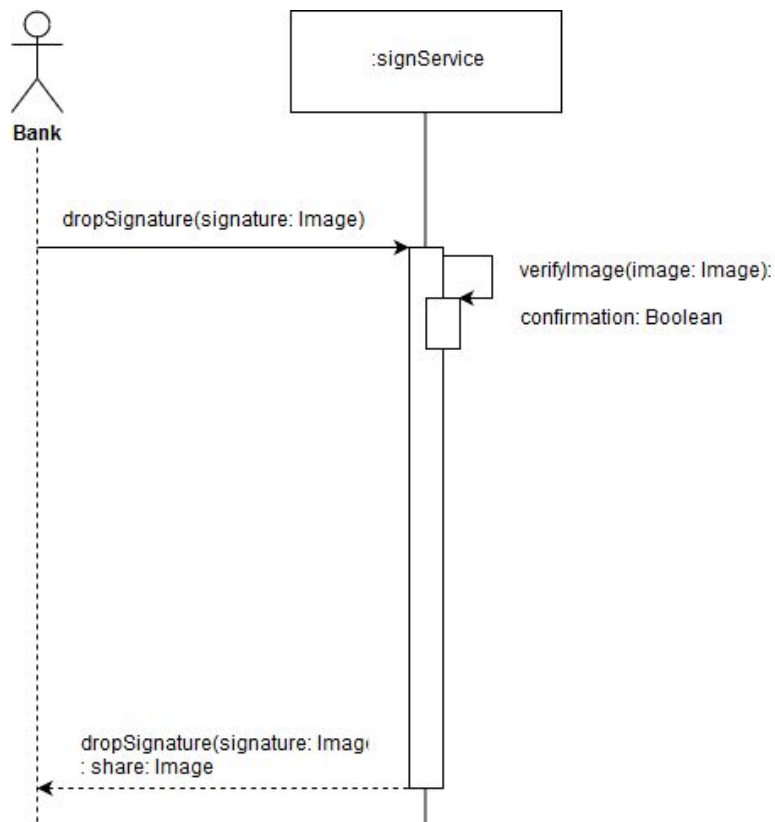 :signService
Bank
dropSignature(signature: Image)
verifyImage(image: Image):
confirmation: Boolean
dropSignature(signature: Imag
: share: Image